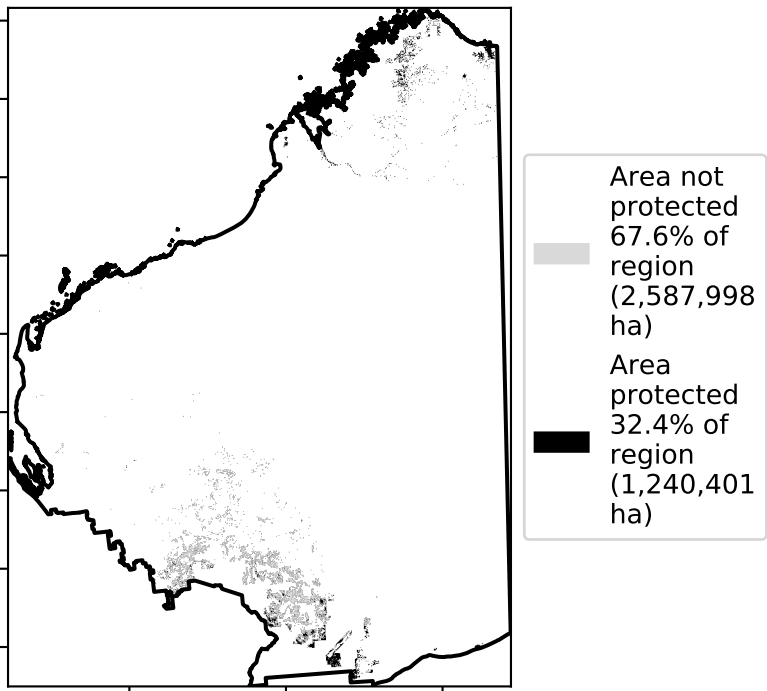 Area not
protected
67.6% of
region
(2,587,998
ha)
Area
protected
32.4% of
region
(1,240,401
ha)